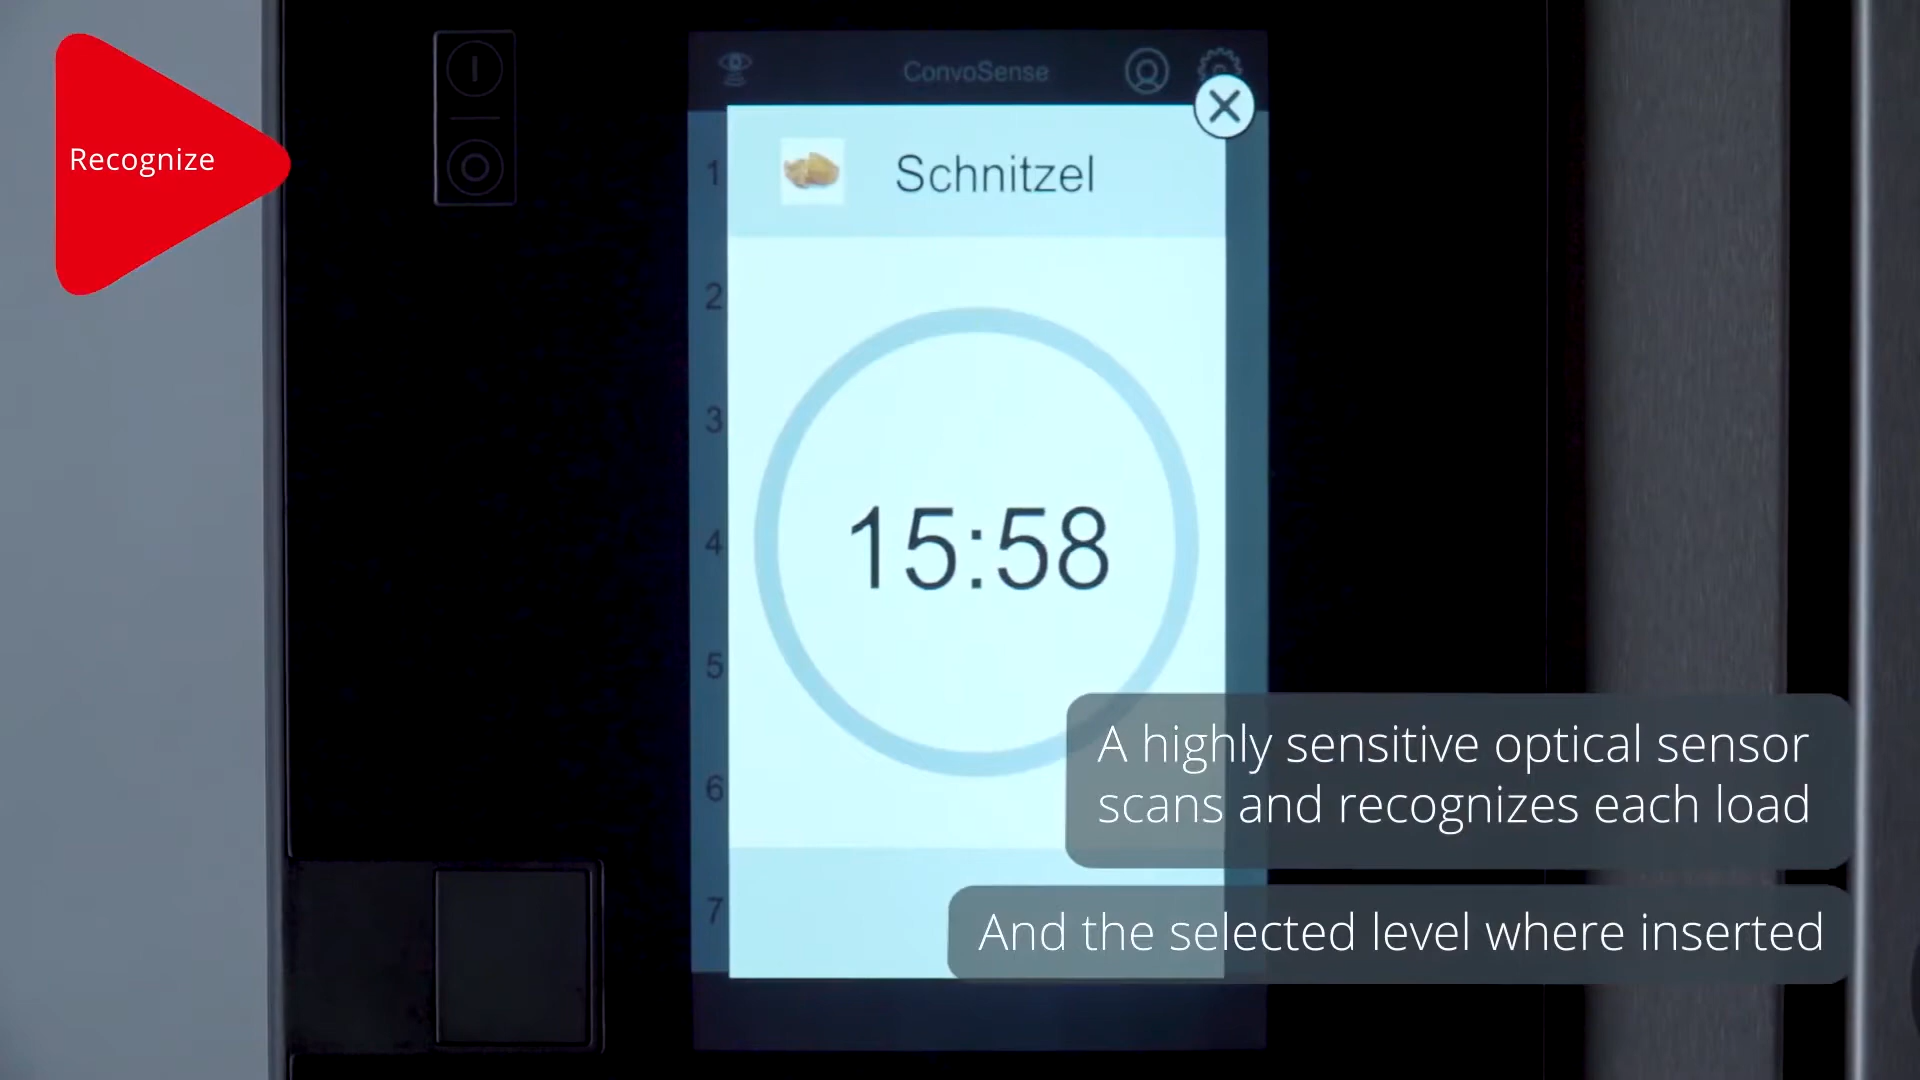 Recognize
ConvoSense
Schnitzel
1
2
3
4
5
6
7
15:58
A highly sensitive optical sensor
scans and recognizes each load
And the selected level where inserted